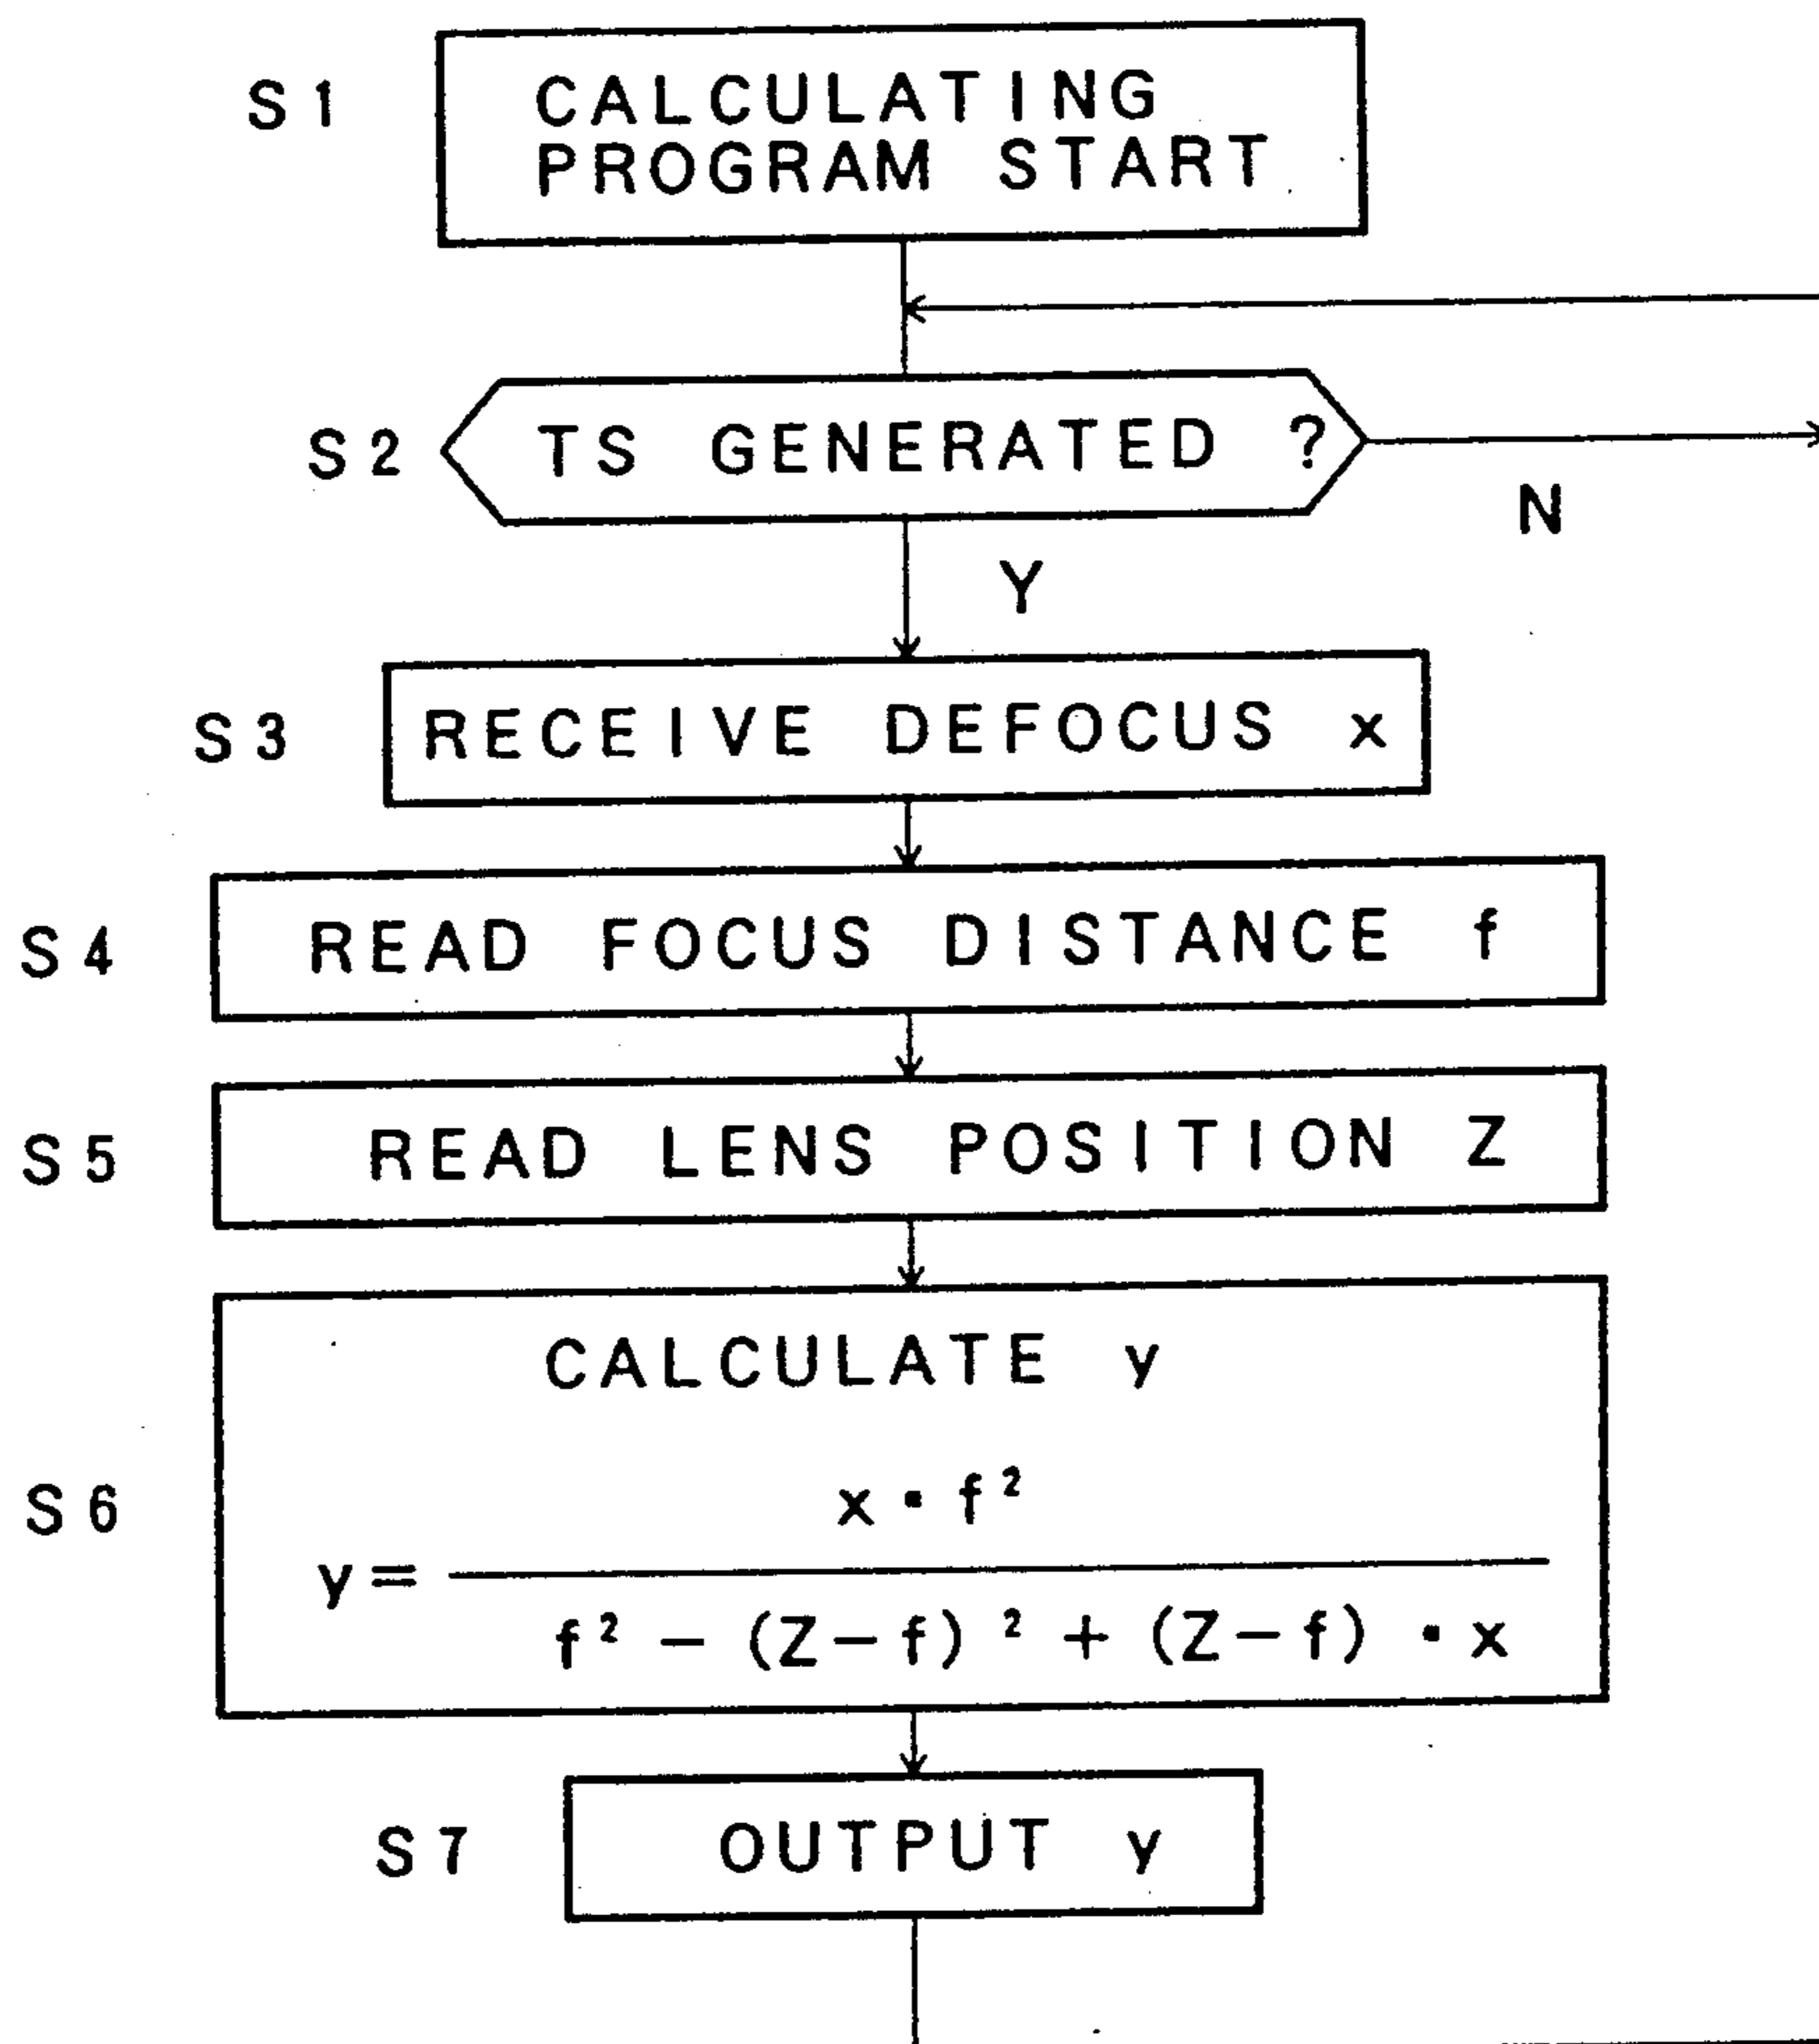 S1
CALCULATING
PROGRAM START
S2
TS GENERATED ?
N
Y
S3
RECEIVE DEFOCUS x
S4
READ FOCUS DISTANCE f
S5
READ LENS POSITION Z
CALCULATE y
S6
x・f²
y=
f²-(Z-f)²+(Z-f)・x
S7
OUTPUT y